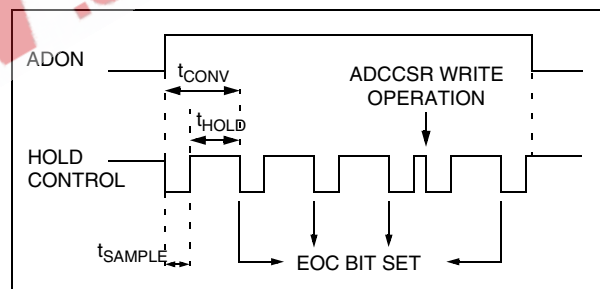 ADON
tCONV
ADCCSR WRITE
OPERATION
tHOLD
HOLD
CONTROL
tSAMPLE
EOC BIT SET